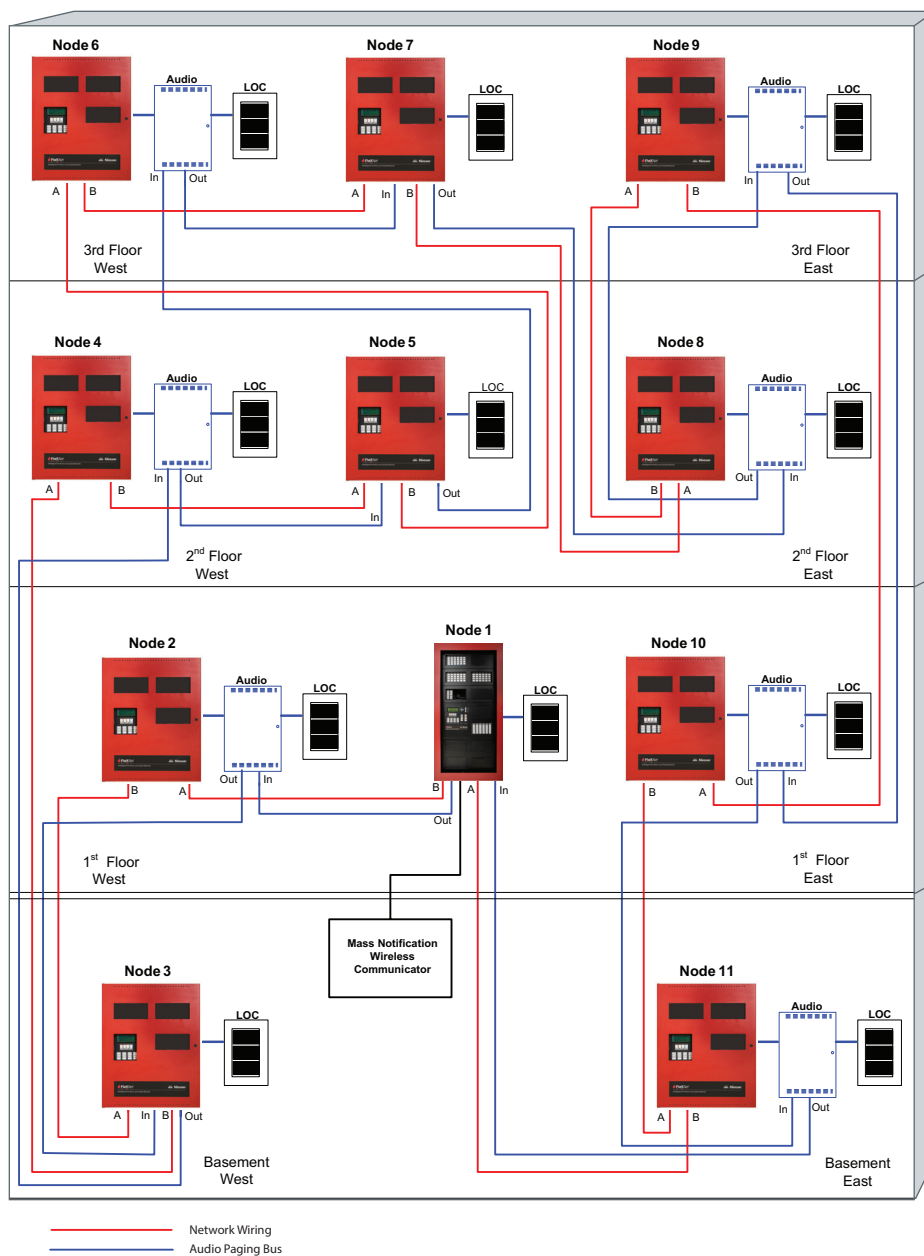 Node 6
Node 7
Node 9
Audio
LOC
LOC
Audio
LOC
A
B
In
Out
A
In
B
Out
A
B
In
Out
3rd Floor
West
3rd Floor
East
Node 4
Node 5
Node 8
Audio
LOC
LOC
Audio
LOC
A
B
In
Out
A
In
B
Out
B
A
Out
In
2nd Floor
West
2nd Floor
East
Node 2
Node 1
Node 10
Audio
LOC
LOC
Audio
LOC
B
A
Out
In
B
Out
A
In
B
A
Out
In
1st Floor
West
1st Floor
East
Mass Notification
Wireless
Communicator
Node 3
Node 11
LOC
Audio
LOC
A
In
B
Out
A
B
In
Out
Basement
West
Basement
East
Network Wiring
Audio Paging Bus